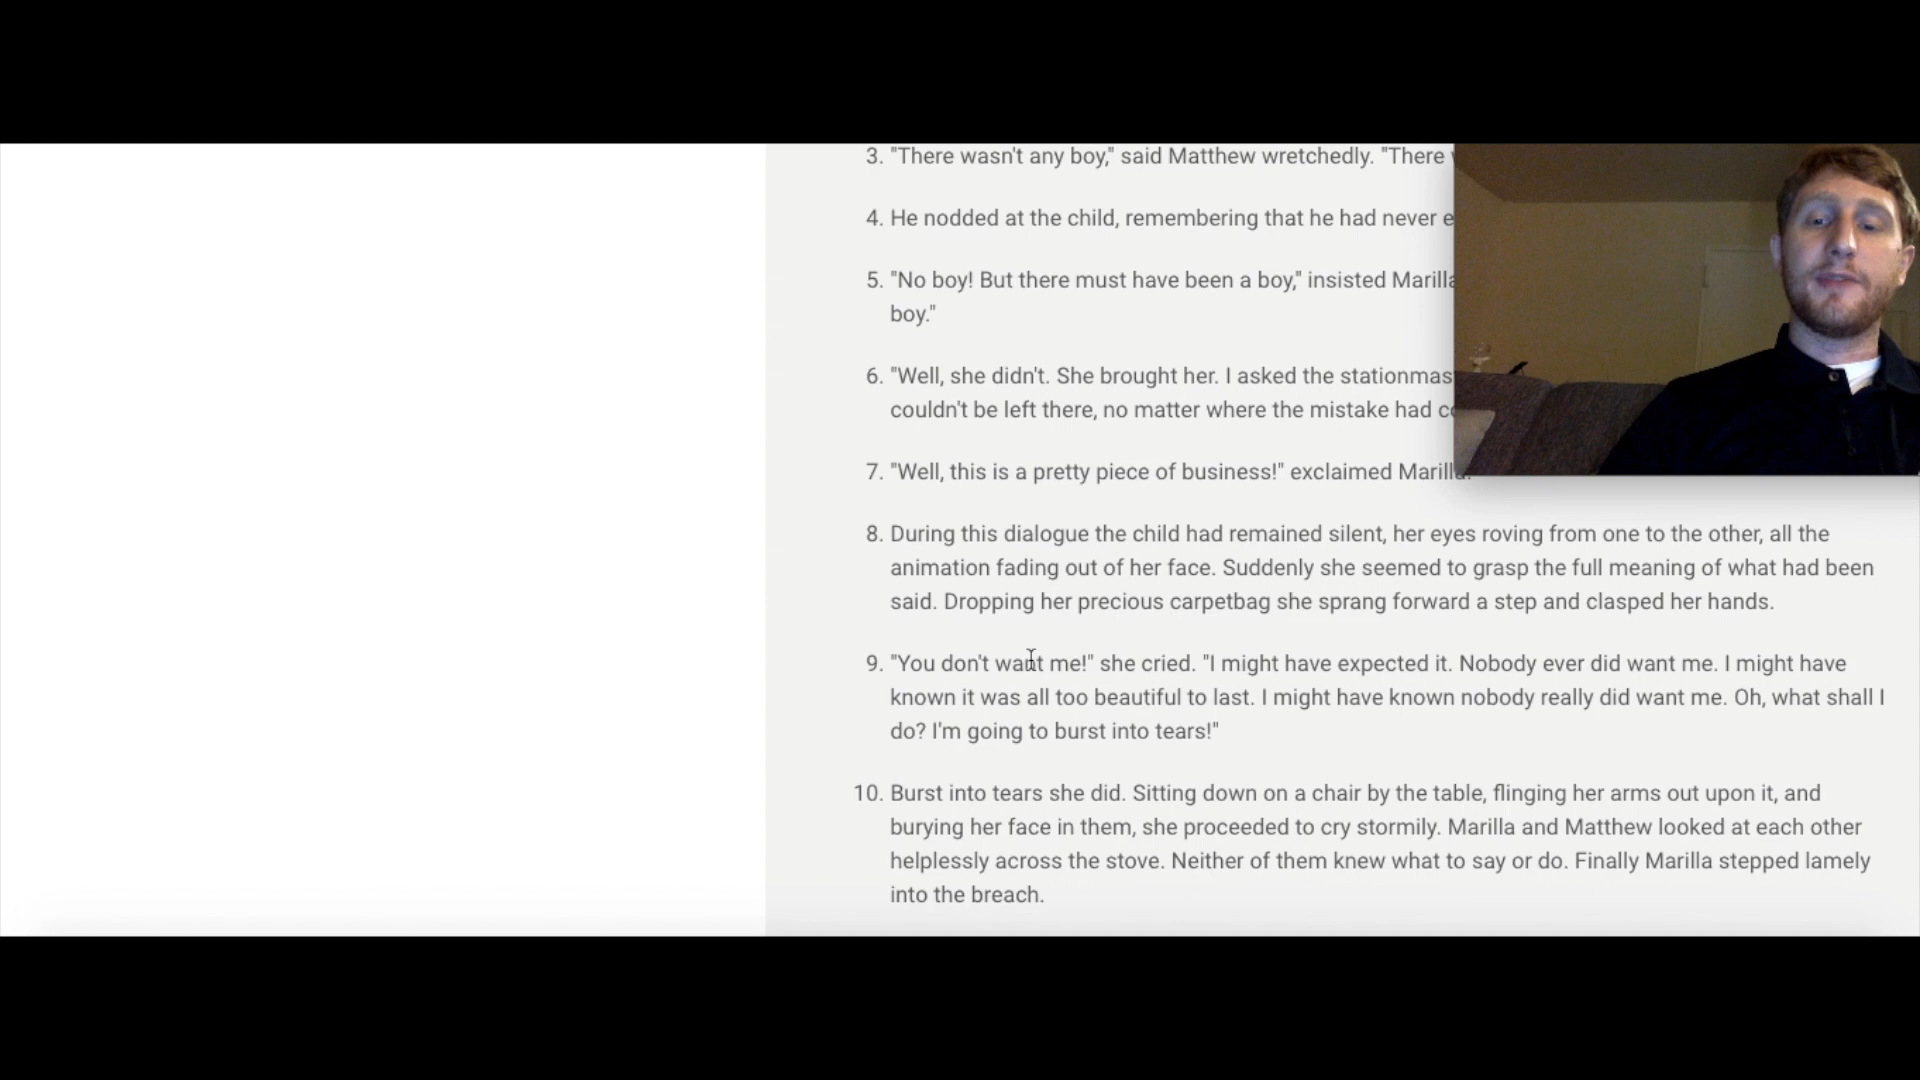 3. "There wasn't any boy," said Matthew wretchedly. "There
4. He nodded at the child, remembering that he had never
5. "No boy! But there must have been a boy," insisted Marilla
boy."
6. "Well, she didn't. She brought her. I asked the
couldn't be left there, no matter where the mistake had
7. "Well, this is a pretty piece of business!" exclaimed Marilla.
8. During this dialogue the child had remained silent, her eyes roving from one to the other, all the
animation fading out of her face. Suddenly she seemed to grasp the full meaning of what had been
said. Dropping her precious carpetbag she sprang forward a step and clasped her hands.
9. "You don't want me!" she cried. "I might have expected it. Nobody ever did want me. I might have
known it was all too beautiful to last. I might have known nobody really did want me. Oh, what shall I
do? I'm going to burst into tears!"
10. Burst into tears she did. Sitting down on a chair by the table, flinging her arms out upon it, and
burying her face in them, she proceeded to cry stormily. Marilla and Matthew looked at each other
helplessly across the stove. Neither of them knew what to say or do. Finally Marilla stepped lamely
into the breach.